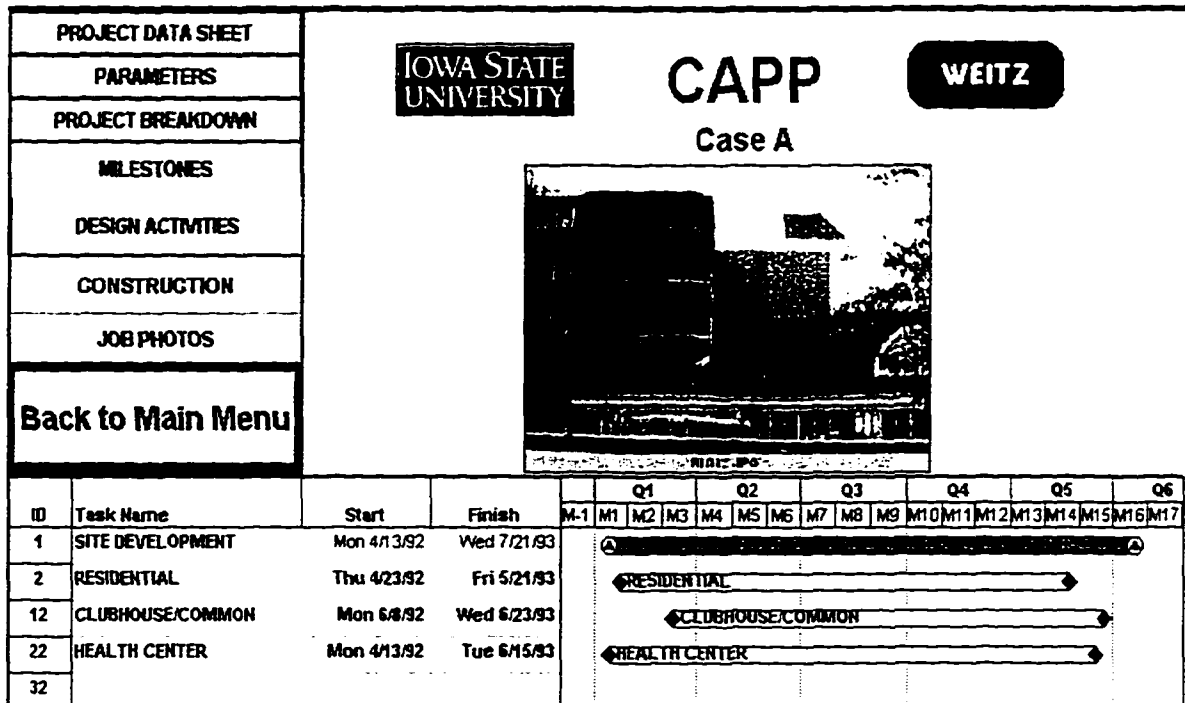 PROJECT DATA SHEET
PARAMETERS
PROJECT BREAKDOWN
MILESTONES
DESIGN ACTIVITIES
CONSTRUCTION
JOB PHOTOS
Back to Main Menu
IOWA STATE
UNIVERSITY
CAPP
WEITZ
Case A
Q1 Q2 Q3 Q4 Q5 Q6
ID Task Name Start Finish M-1 M1 M2 M3 M4 M5 M6 M7 M8 M9 M10 M11 M12 M13 M14 M15 M16 M17
1 SITE DEVELOPMENT Mon 4/13/92 Wed 7/21/93
2 RESIDENTIAL Thu 4/23/92 Fri 5/21/93 RESIDENTIAL
12 CLUBHOUSE/COMMON Mon 6/8/92 Wed 6/23/93 CLUBHOUSE/COMMON
22 HEALTH CENTER Mon 4/13/92 Tue 6/15/93 HEALTH CENTER
32